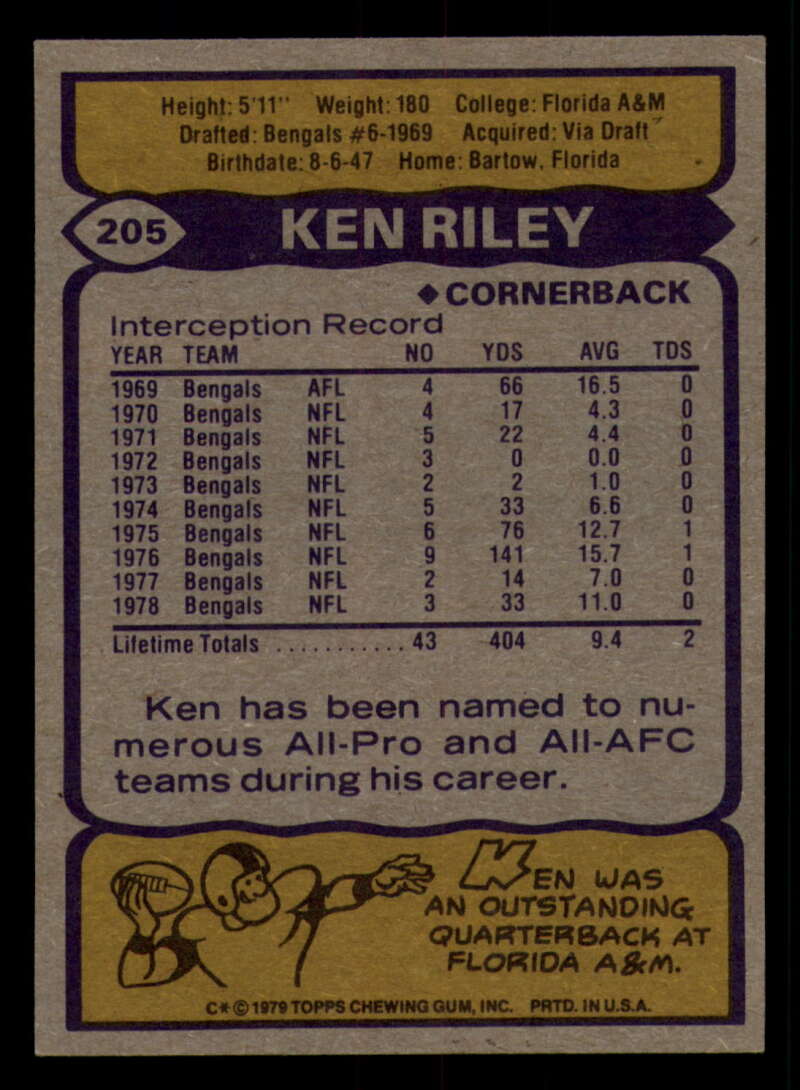 Height: 5'11" Weight: 180 College: Florida A&M
Drafted: Bengals #6-1969 Acquired: Via Draft
Birthdate: 8-6-47 Home: Bartow, Florida
205 KEN RILEY
◆ CORNERBACK
Interception Record
YEAR TEAM NO YDS AVG TDS
1969 Bengals AFL 4 66 16.5 0
1970 Bengals NFL 4 17 4.3 0
1971 Bengals NFL 5 22 4.4 0
1972 Bengals NFL 3 0 0.0 0
1973 Bengals NFL 2 2 1.0 0
1974 Bengals NFL 5 33 6.6 0
1975 Bengals NFL 6 76 12.7 1
1976 Bengals NFL 9 141 15.7 1
1977 Bengals NFL 2 14 7.0 0
1978 Bengals NFL 3 33 11.0 0
Lifetime Totals ........... 43 404 9.4 2
Ken has been named to nu-
merous All-Pro and All-AFC
teams during his career.
KEN WAS
AN OUTSTANDING
QUARTERBACK AT
FLORIDA A&M.
C*©1979 TOPPS CHEWING GUM, INC. PRTD. IN U.S.A.